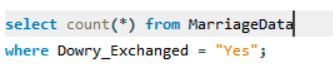 select count(*) from MarriageData
where Dowry_Exchanged = "Yes";